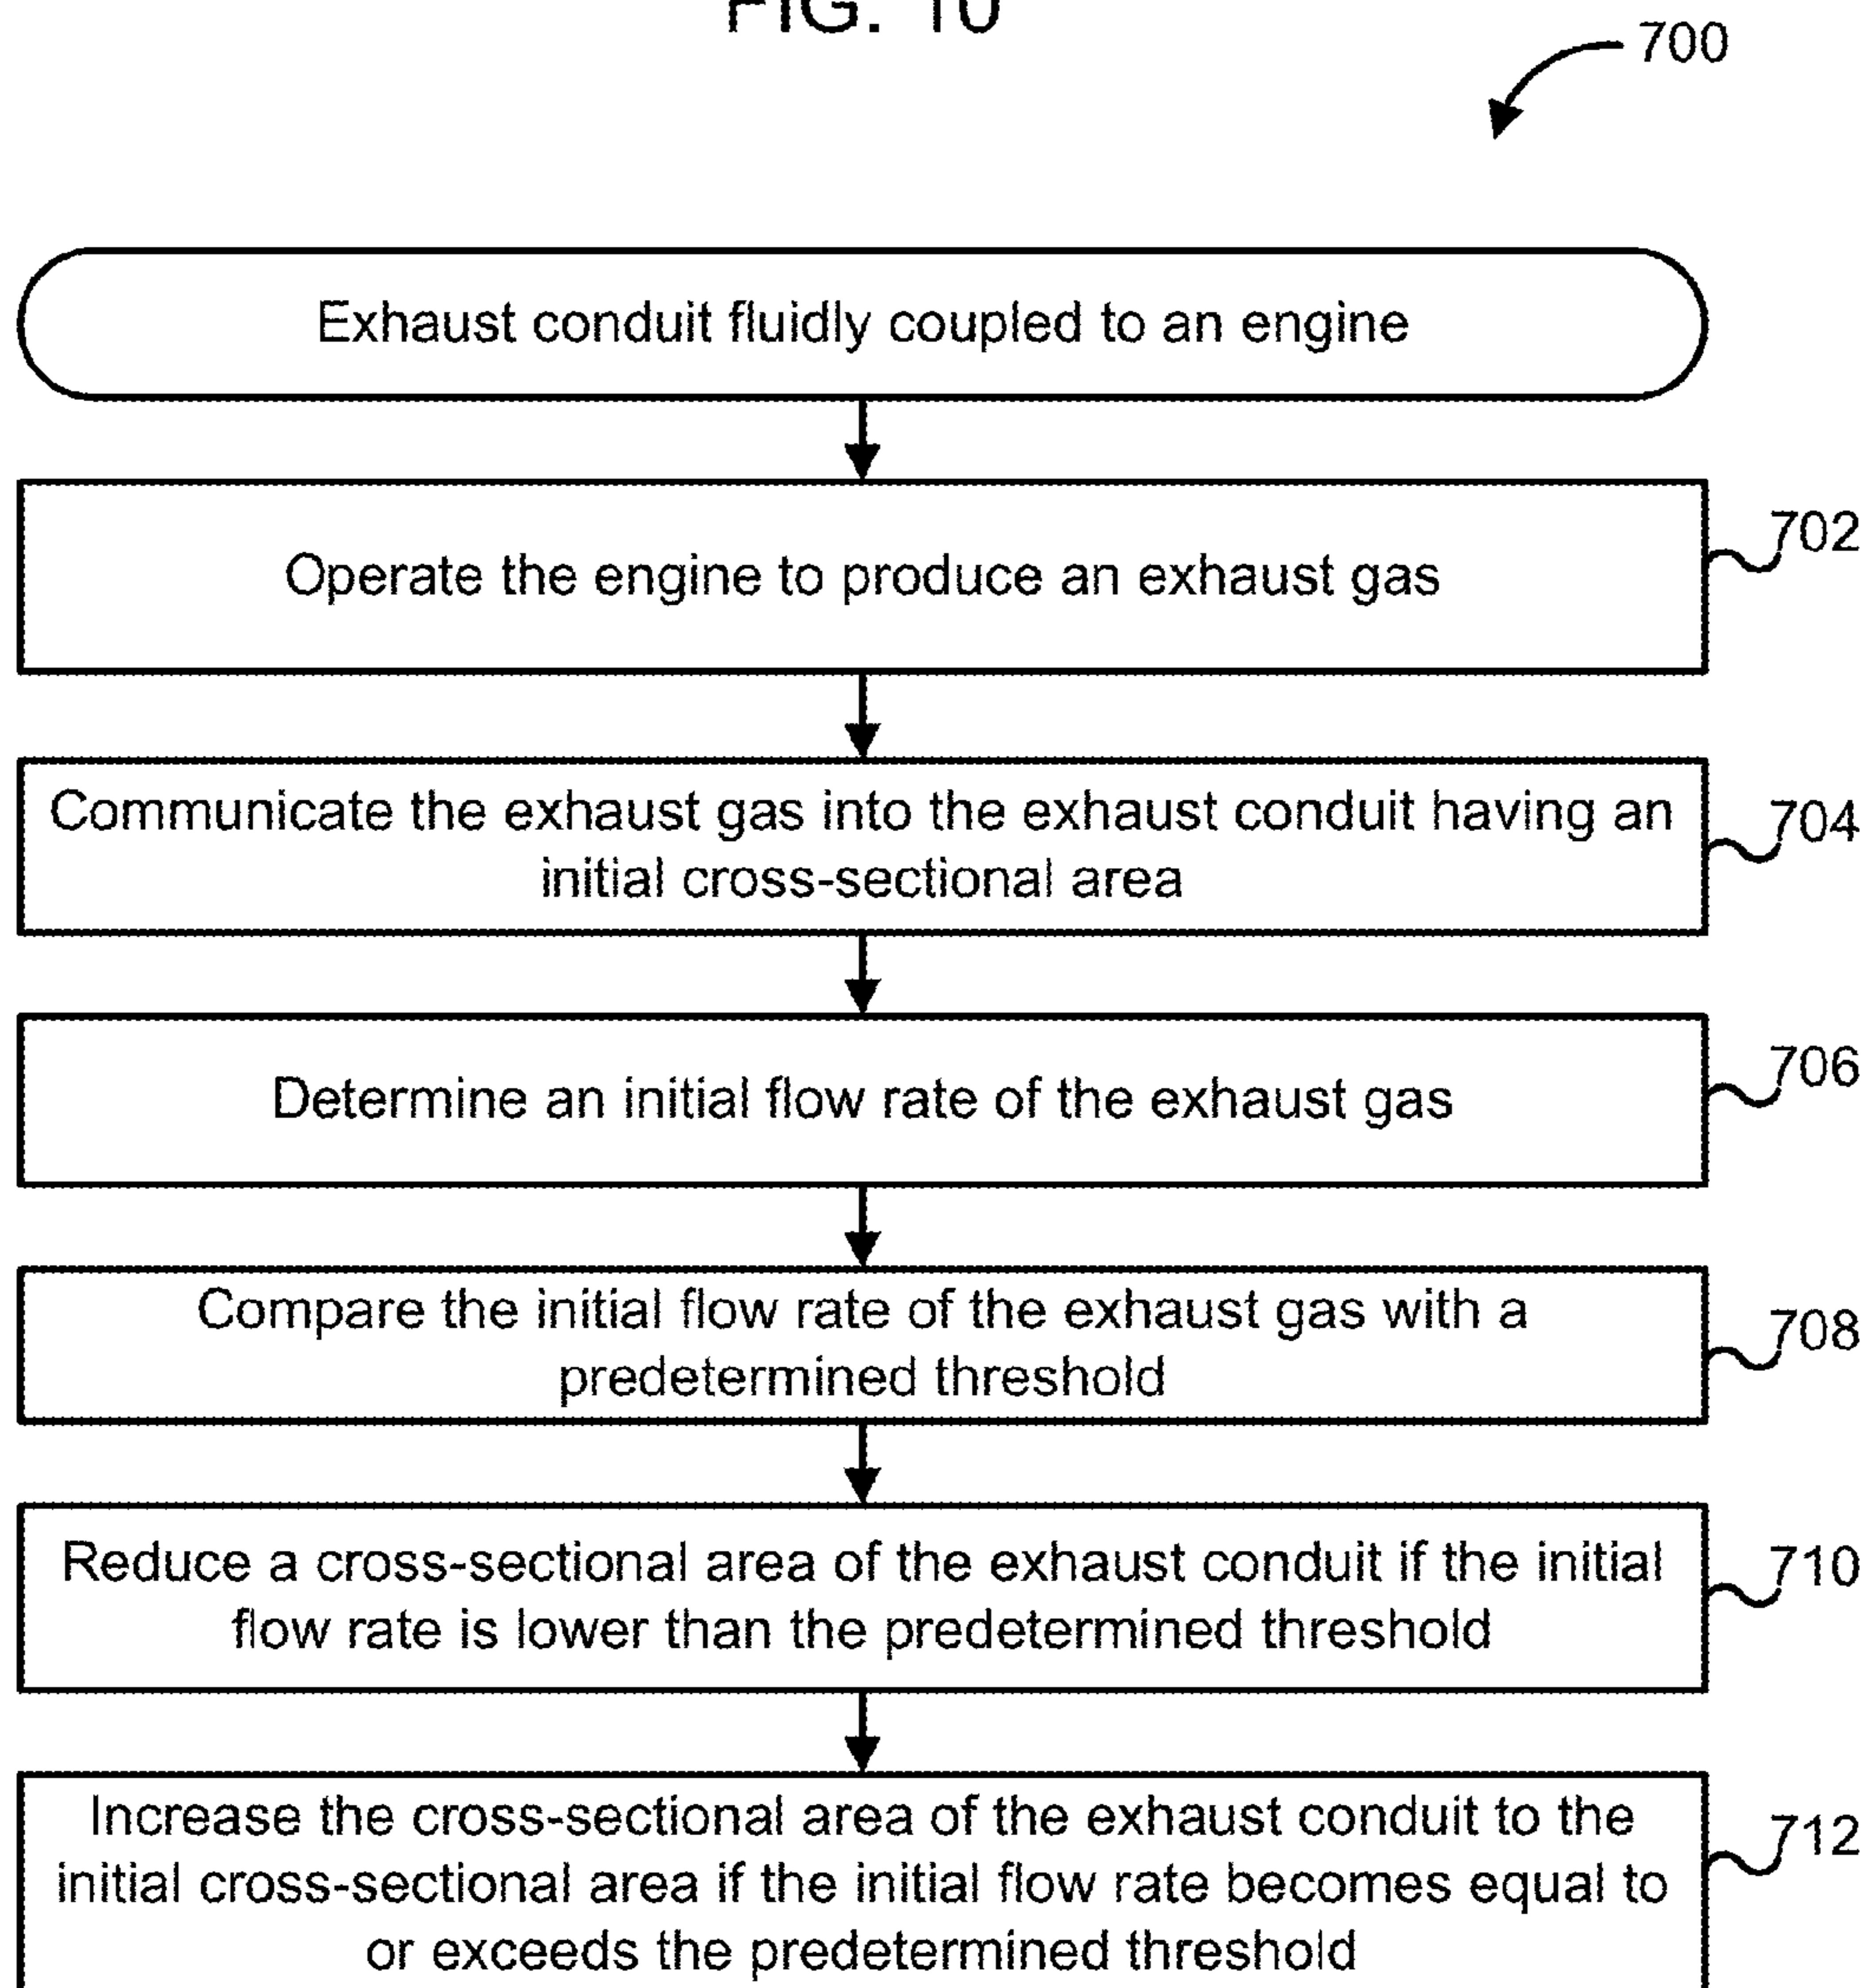 FIG. 10
700
Exhaust conduit fluidly coupled to an engine
Operate the engine to produce an exhaust gas
702
Communicate the exhaust gas into the exhaust conduit having an
initial cross-sectional area
704
Determine an initial flow rate of the exhaust gas
706
Compare the initial flow rate of the exhaust gas with a
predetermined threshold
708
Reduce a cross-sectional area of the exhaust conduit if the initial
flow rate is lower than the predetermined threshold
710
Increase the cross-sectional area of the exhaust conduit to the
initial cross-sectional area if the initial flow rate becomes equal to
or exceeds the predetermined threshold
712